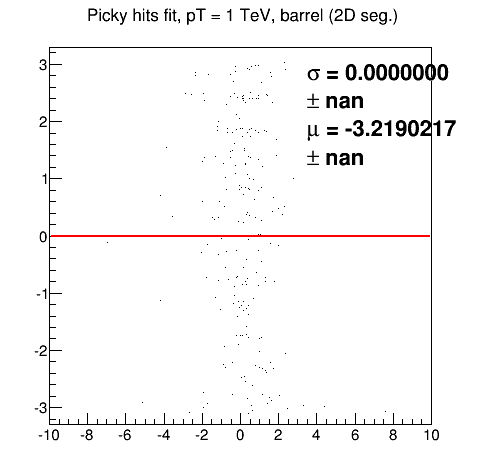 Picky hits fit, pT = 1 TeV, barrel (2D seg.)
σ = 0.0000000
± nan
μ = -3.2190217
± nan
3
2
1
0
-1
-2
-3
-10 -8 -6 -4 -2 0 2 4 6 8 10